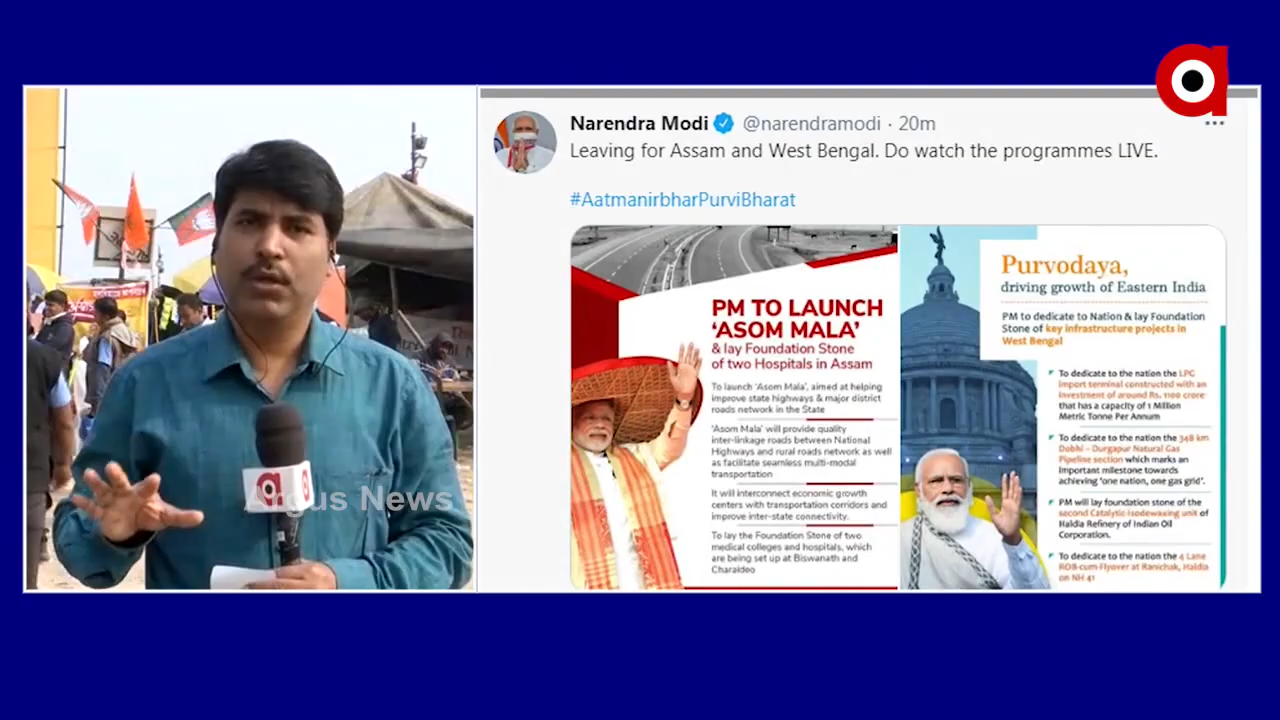 Narendra Modi @narendramodi · 20m
Leaving for Assam and West Bengal. Do watch the programmes LIVE.
#AatmanirbharPurviBharat
PM TO LAUNCH
'ASOM MALA'
& lay Foundation Stone
of two Hospitals in Assam
To launch 'Asom Mala', aimed at helping
improve state highways & major district
roads network in the State
'Asom Mala' will provide quality
inter-linkage roads between National
Highways and rural road network as well
as facilitate seamless multi-modal
transportation
It will interconnect economic growth
centers with transportation corridors and
improve inter-state connectivity.
To lay the Foundation Stone of two
medical colleges and hospitals, which
are being set up at Biswanath and
Charaideo
Purvodaya,
driving growth of Eastern India
PM to dedicate to Nation & lay Foundation
Stone of key infrastructure projects in
West Bengal
To dedicate to the nation the LPG
import terminal constructed with an
investment of around Rs. 1100 crore
that has a capacity of 1 Million
Metric Tonne Per Annum
To dedicate to the nation the 348 km
Dobhi - Durgapur Natural Gas
Pipeline section which marks an
important milestone towards
achieving 'one nation, one gas grid'.
PM will lay foundation stone of the
second Catalytic-Isodewaxing unit of
Haldia Refinery of Indian Oil
Corporation.
To dedicate to the nation the 4 Lane
ROB-cum-Flyover at Ranichak, Haldia
on NH 41
Argus News